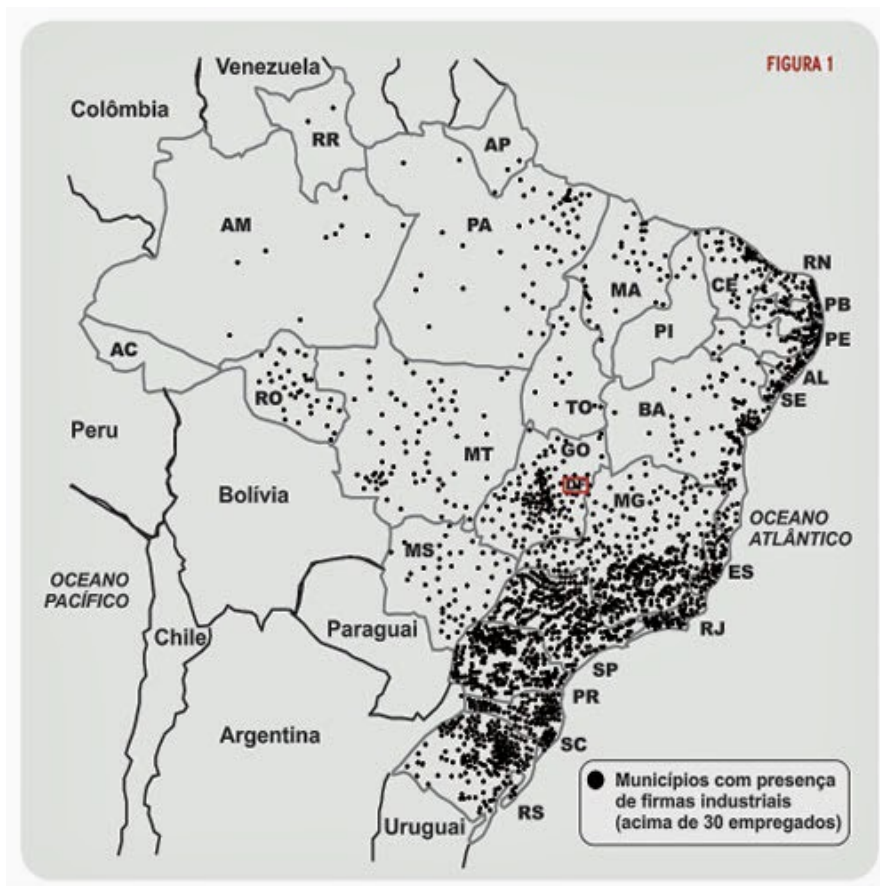 FIGURA 1
Venezuela
Colômbia
RR
AP
AM
PA
RN
MA
CE
PB
PI
PE
AC
AL
RO
TO
BA
SE
Peru
MT
GO
Bolívia
DF
MG
OCEANO
ATLÂNTICO
MS
ES
OCEANO
PACÍFICO
Chile
Paraguai
RJ
SP
PR
Argentina
SC
Municípios com presença
de firmas industriais
(acima de 30 empregados)
RS
Uruguai